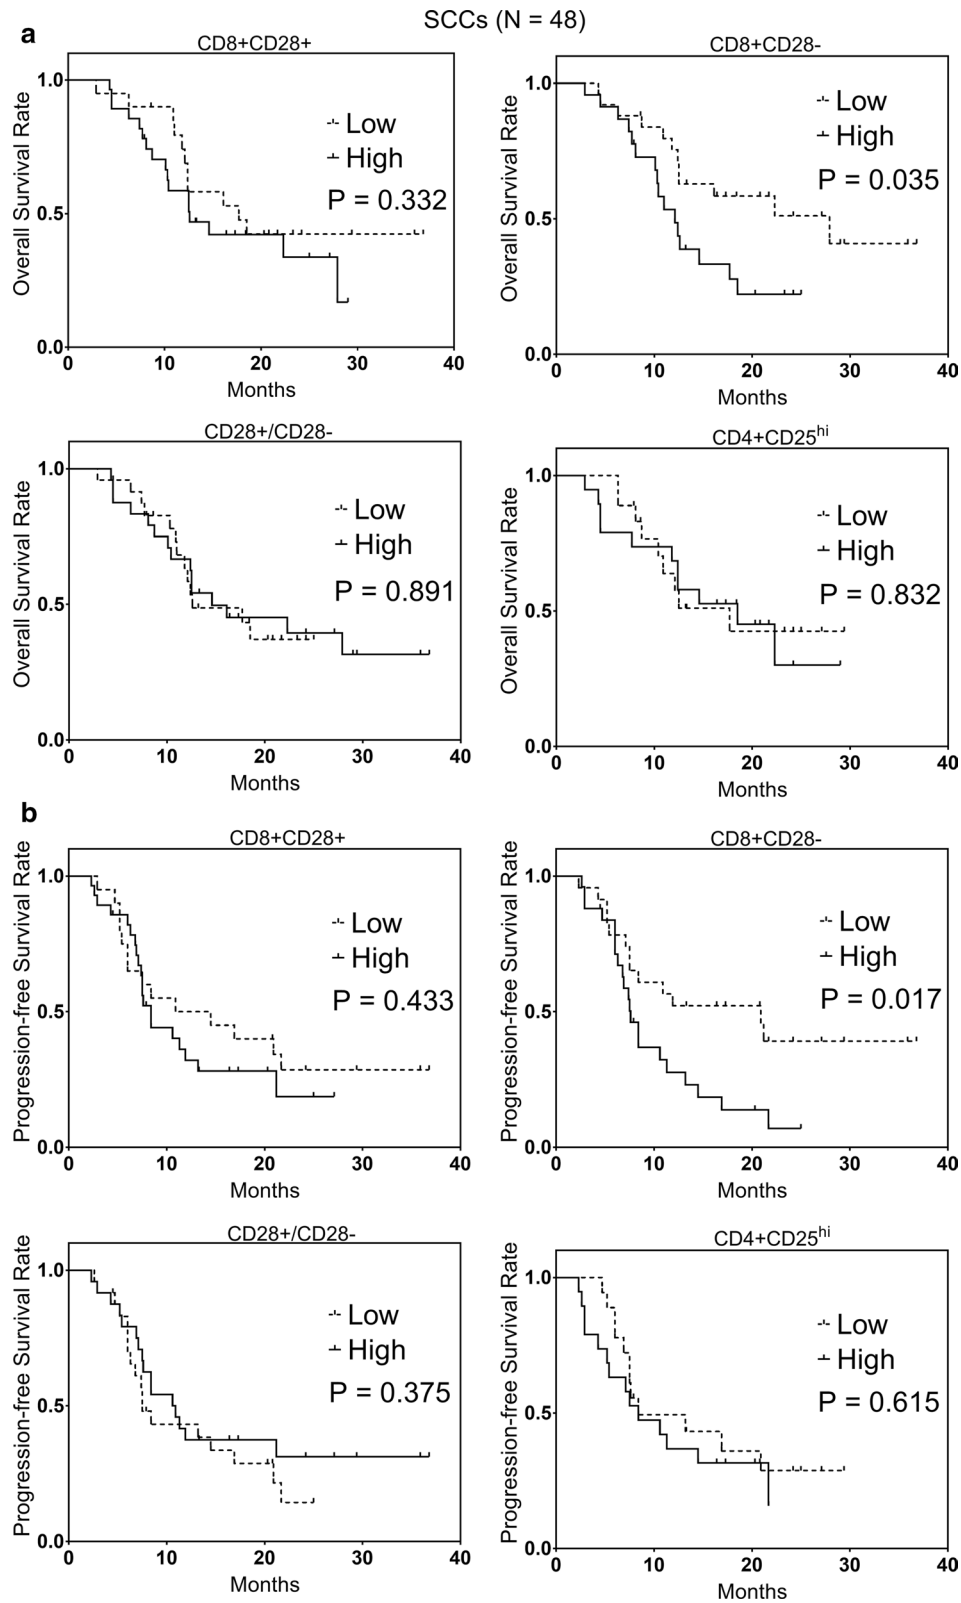 SCCs (N = 48)
a
CD8+CD28+
Overall Survival Rate
1.0
0.5
0.0
0 10 20 30 40
Months
Low
High
P = 0.332
CD8+CD28-
Overall Survival Rate
1.0
0.5
0.0
0 10 20 30 40
Months
Low
High
P = 0.035
CD28+/CD28-
Overall Survival Rate
1.0
0.5
0.0
0 10 20 30 40
Months
Low
High
P = 0.891
CD4+CD25hi
Overall Survival Rate
1.0
0.5
0.0
0 10 20 30 40
Months
Low
High
P = 0.832
b
CD8+CD28+
Progression-free Survival Rate
1.0
0.5
0.0
0 10 20 30 40
Months
Low
High
P = 0.433
CD8+CD28-
Progression-free Survival Rate
1.0
0.5
0.0
0 10 20 30 40
Months
Low
High
P = 0.017
CD28+/CD28-
Progression-free Survival Rate
1.0
0.5
0.0
0 10 20 30 40
Months
Low
High
P = 0.375
CD4+CD25hi
Progression-free Survival Rate
1.0
0.5
0.0
0 10 20 30 40
Months
Low
High
P = 0.615